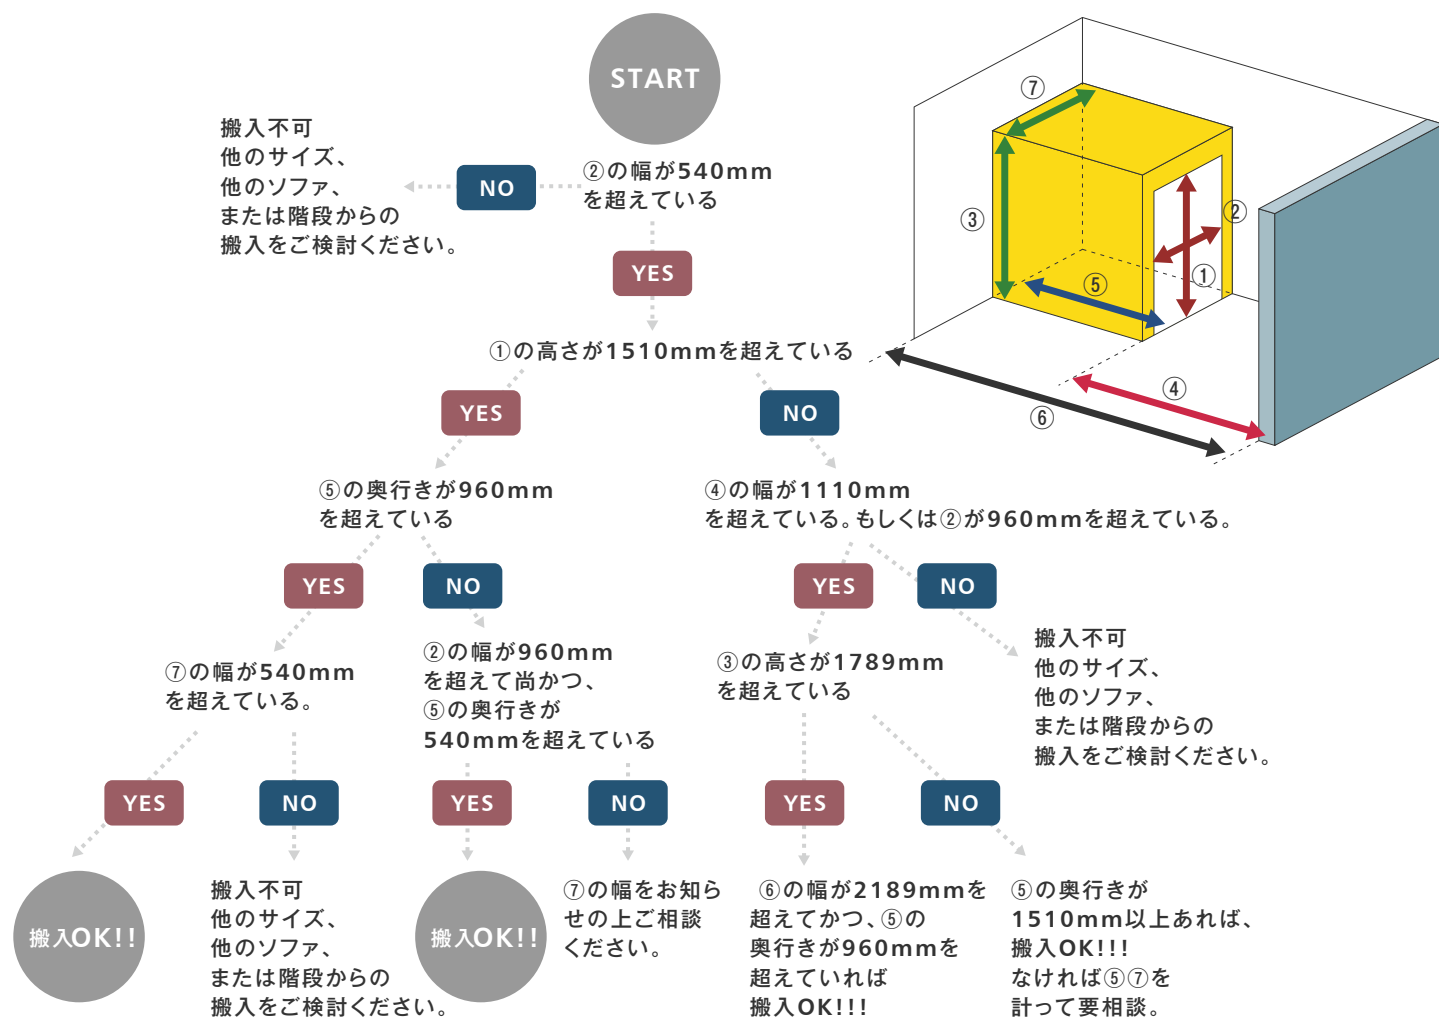 START
搬入不可
他のサイズ、
他のソファ、
または階段からの
搬入をご検討ください。
NO
②の幅が540mm
を超えている
YES
①の高さが1510mmを超えている
YES
NO
⑤の奥行きが960mm
を超えている
④の幅が1110mm
を超えている。もしくは②が960mmを超えている。
YES
NO
YES
NO
⑦の幅が540mm
を超えている。
②の幅が960mm
を超えて尚かつ、
⑤の奥行きが
540mmを超えている
③の高さが1789mm
を超えている
搬入不可
他のサイズ、
他のソファ、
または階段からの
搬入をご検討ください。
YES
NO
YES
NO
YES
NO
搬入OK!!
搬入不可
他のサイズ、
他のソファ、
または階段からの
搬入をご検討ください。
搬入OK!!
⑦の幅をお知ら
せの上ご相談
ください。
⑥の幅が2189mmを
超えてかつ、⑤の
奥行きが960mmを
超えていれば
搬入OK!!!
⑤の奥行きが
1510mm以上あれば、
搬入OK!!!
なければ⑤⑦を
計って要相談。
⑦
③
②
①
⑤
④
⑥